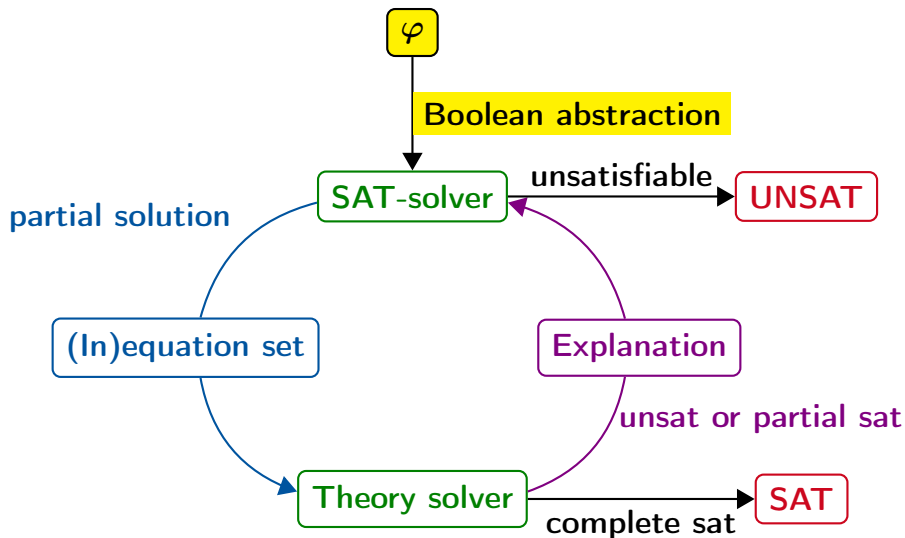 φ
Boolean abstraction
SAT-solver
unsatisfiable
UNSAT
partial solution
(In)equation set
Explanation
unsat or partial sat
Theory solver
complete sat
SAT